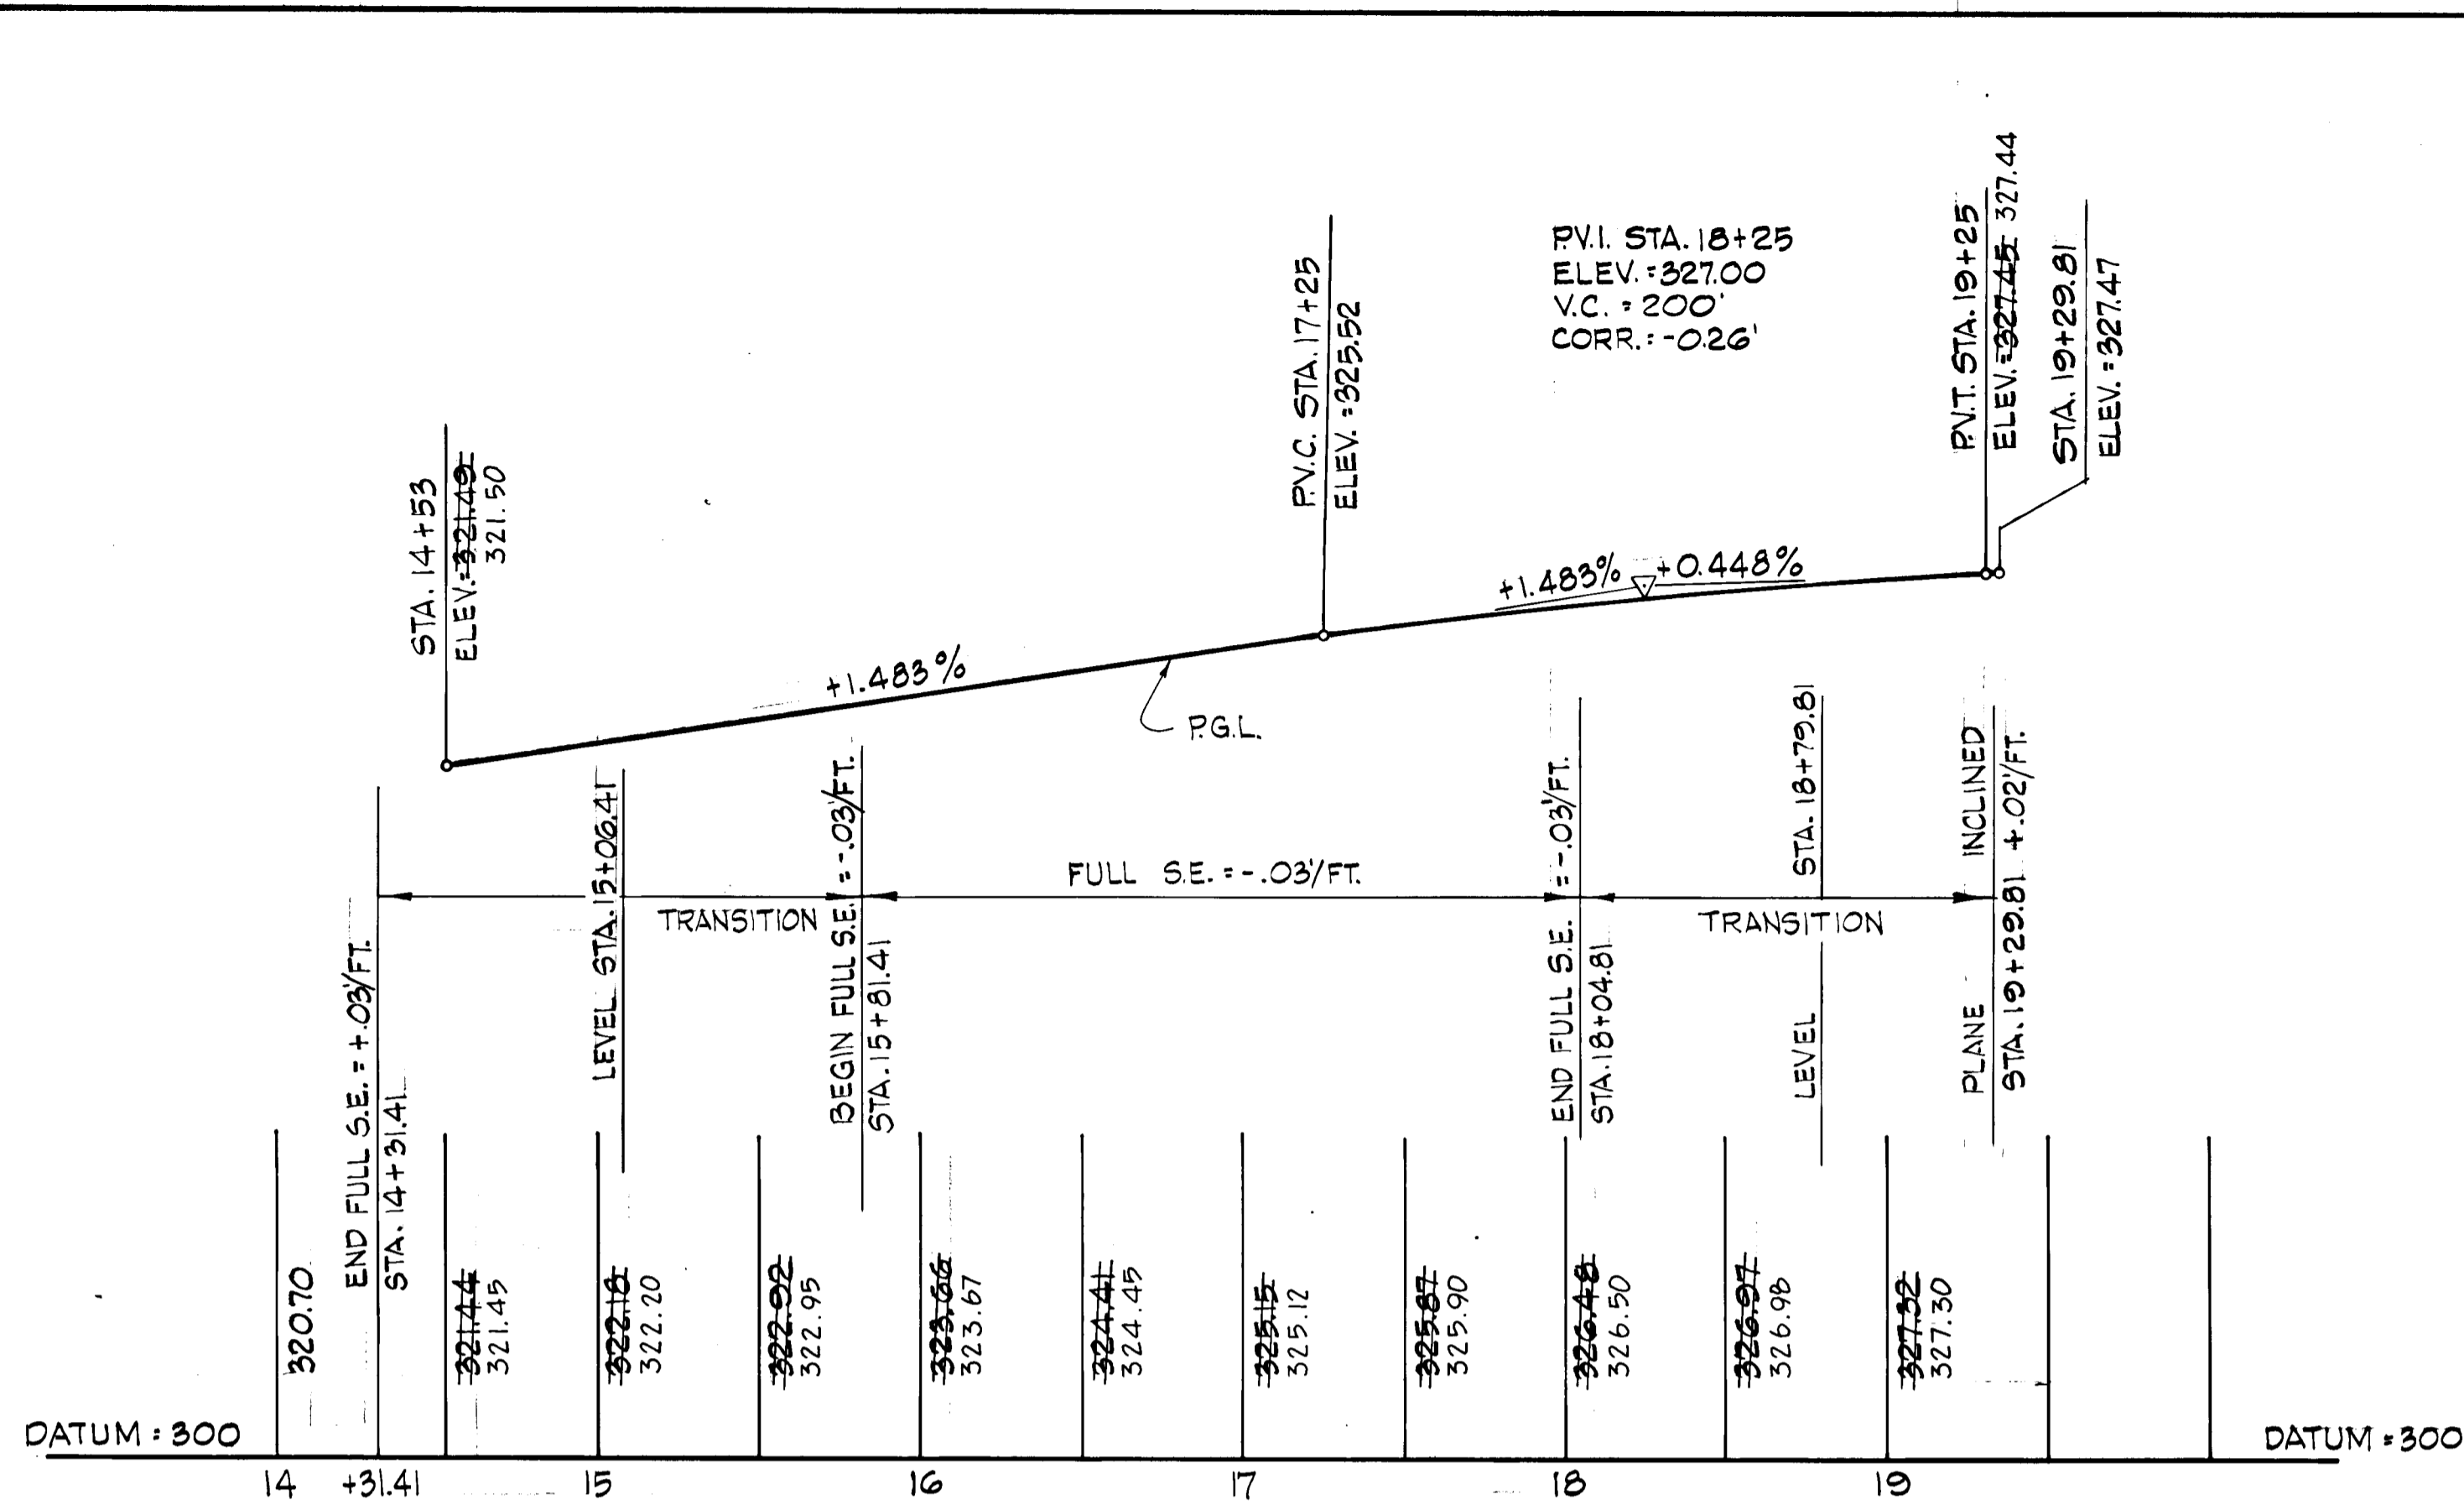 P.V.I. STA. 18+25
ELEV. = 327.00
V.C. = 200'
CORR. = -0.26'
STA. 14+53
ELEV. = 321.49
321.50
P.V.C. STA. 17+25
ELEV. = 325.52
P.V.T. STA. 19+25
ELEV. = 327.45 327.44
STA. 19+29.81
ELEV. = 327.47
+1.483%
+1.483%
+0.448%
P.G.L.
END FULL S.E. = +.03'/FT.
STA. 14+31.41
LEVEL STA. 15+06.41
TRANSITION
BEGIN FULL S.E. = -.03'/FT.
STA. 15+81.41
FULL S.E. = -.03'/FT.
END FULL S.E. = -.03'/FT.
STA. 18+04.81
TRANSITION
LEVEL STA. 18+79.81
PLANE INCLINED
STA. 19+29.81 +.02'/FT.
320.70
321.44
321.45
322.18
322.20
322.92
322.95
323.66
323.67
324.41
324.45
325.15
325.12
325.87
325.90
326.48
326.50
326.97
326.98
327.32
327.30
DATUM = 300
DATUM = 300
14 +31.41 15 16 17 18 19